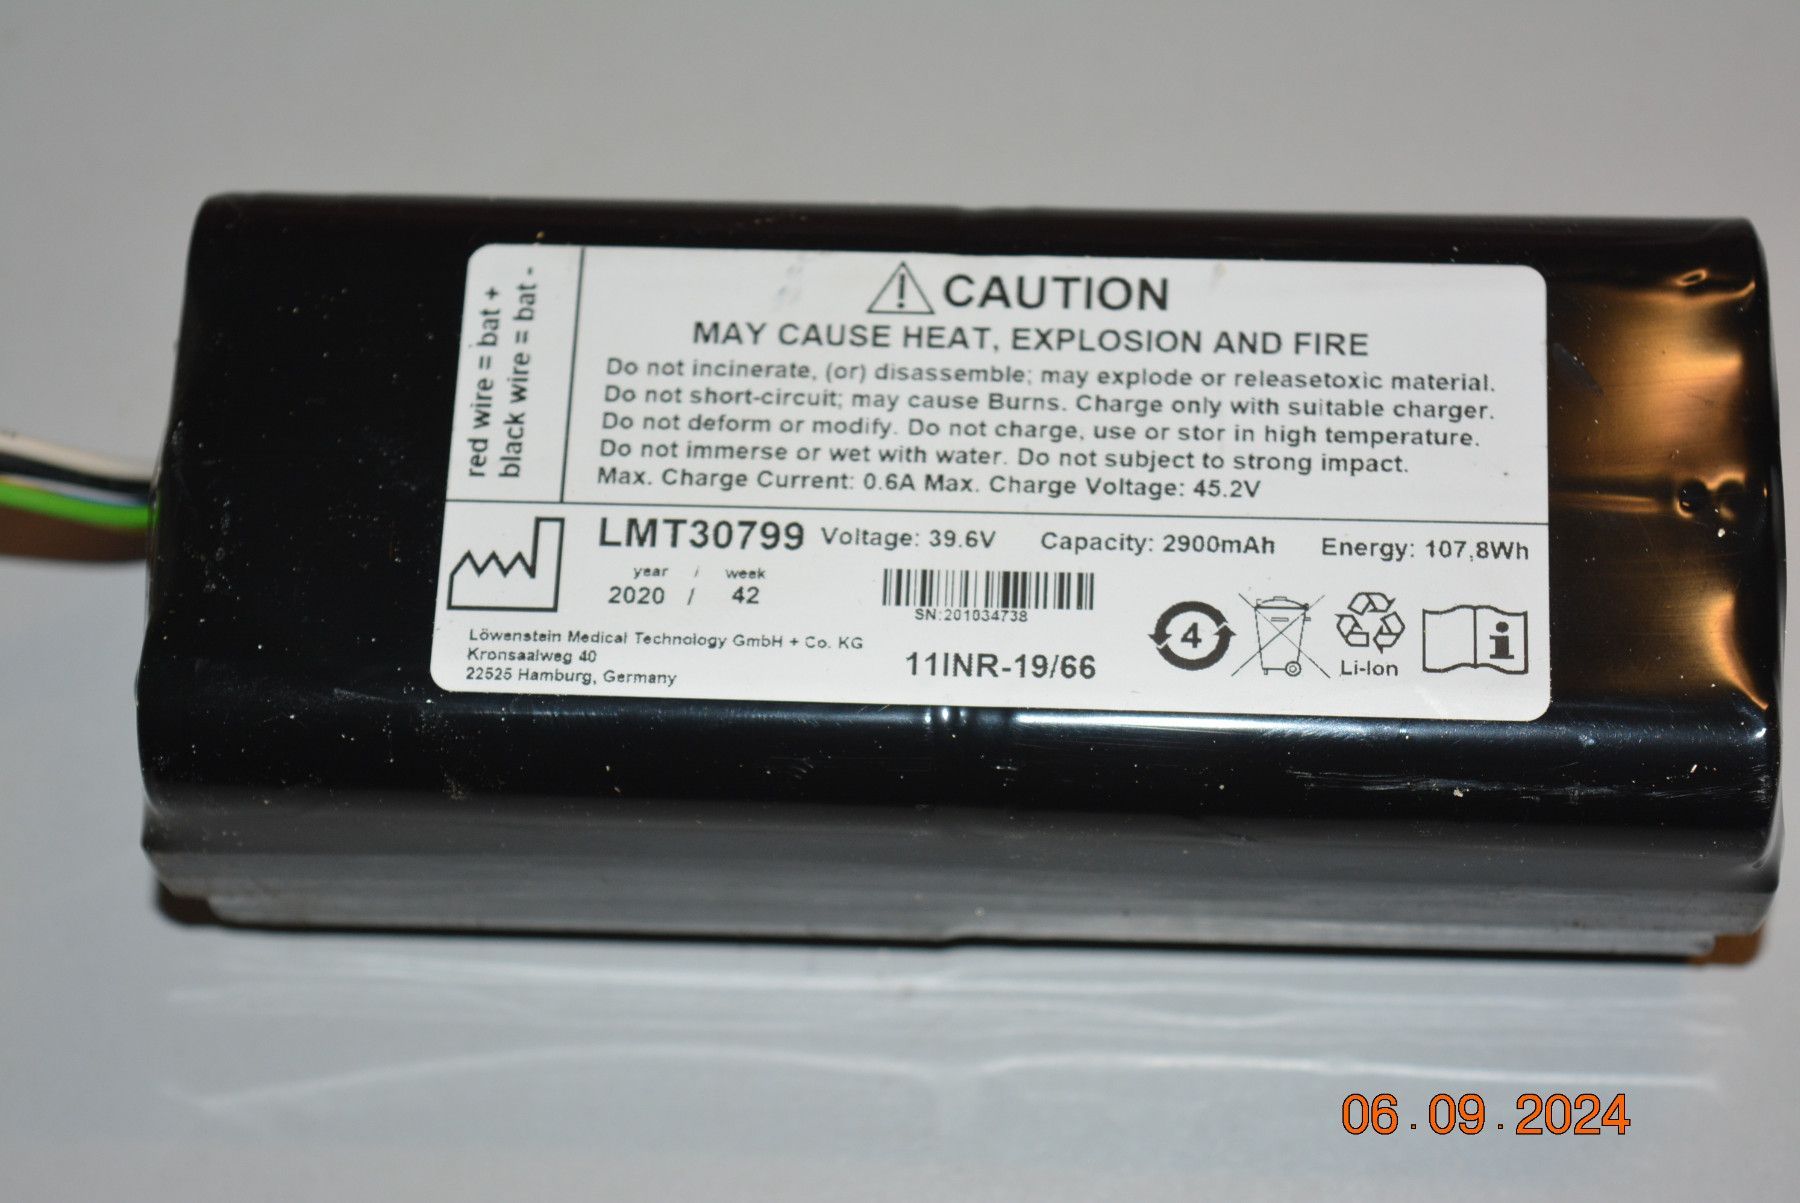 red wire = bat +
black wire = bat -
CAUTION
MAY CAUSE HEAT, EXPLOSION AND FIRE
Do not incinerate, (or) disassemble; may explode or releasetoxic material.
Do not short-circuit; may cause Burns. Charge only with suitable charger.
Do not deform or modify. Do not charge, use or stor in high temperature.
Do not immerse or wet with water. Do not subject to strong impact.
Max. Charge Current: 0.6A Max. Charge Voltage: 45.2V
LMT30799 Voltage: 39.6V Capacity: 2900mAh Energy: 107,8Wh
year / week
2020 / 42
SN:201034738
Löwenstein Medical Technology GmbH + Co. KG
Kronsaalweg 40
22525 Hamburg, Germany
11INR-19/66
4
Li-Ion
i
06.09.2024